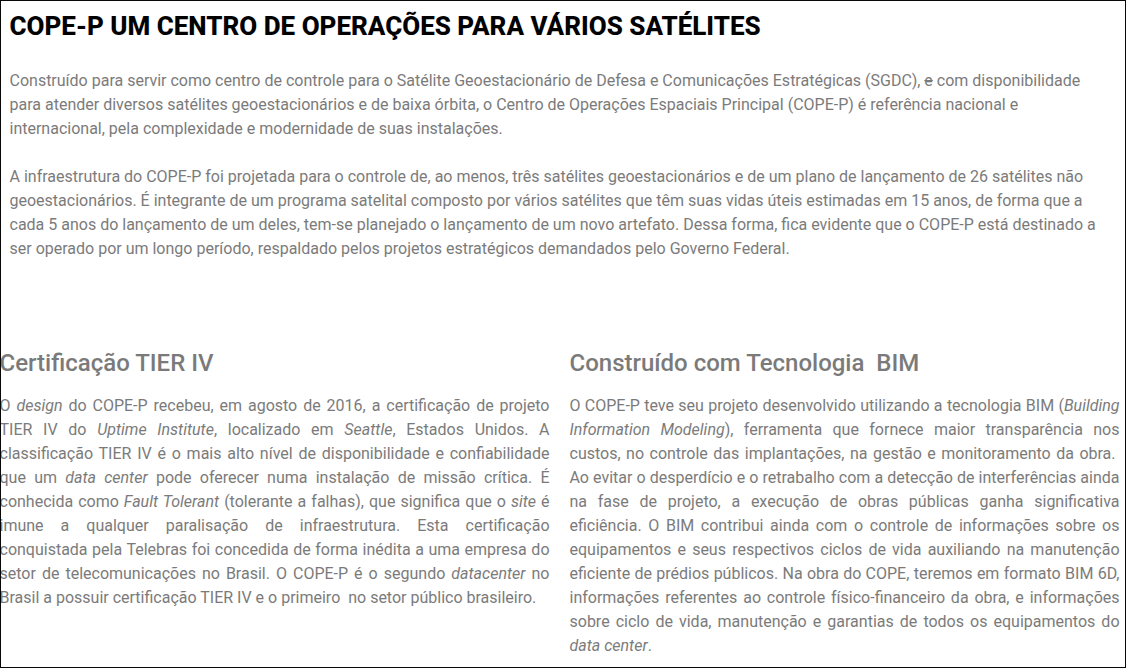 COPE-P UM CENTRO DE OPERAÇÕES PARA VÁRIOS SATÉLITES
Construído para servir como centro de controle para o Satélite Geoestacionário de Defesa e Comunicações Estratégicas (SGDC), e com disponibilidade
para atender diversos satélites geoestacionários e de baixa órbita, o Centro de Operações Espaciais Principal (COPE-P) é referência nacional e
internacional, pela complexidade e modernidade de suas instalações.
A infraestrutura do COPE-P foi projetada para o controle de, ao menos, três satélites geoestacionários e de um plano de lançamento de 26 satélites não
geoestacionários. É integrante de um programa satelital composto por vários satélites que têm suas vidas úteis estimadas em 15 anos, de forma que a
cada 5 anos do lançamento de um deles, tem-se planejado o lançamento de um novo artefato. Dessa forma, fica evidente que o COPE-P está destinado a
ser operado por um longo período, respaldado pelos projetos estratégicos demandados pelo Governo Federal.
Certificação TIER IV
O design do COPE-P recebeu, em agosto de 2016, a certificação de projeto
TIER IV do Uptime Institute, localizado em Seattle, Estados Unidos. A
classificação TIER IV é o mais alto nível de disponibilidade e confiabilidade
que um data center pode oferecer numa instalação de missão crítica. É
conhecida como Fault Tolerant (tolerante a falhas), que significa que o site é
imune a qualquer paralisação de infraestrutura. Esta certificação
conquistada pela Telebras foi concedida de forma inédita a uma empresa do
setor de telecomunicações no Brasil. O COPE-P é o segundo datacenter no
Brasil a possuir certificação TIER IV e o primeiro no setor público brasileiro.
Construído com Tecnologia BIM
O COPE-P teve seu projeto desenvolvido utilizando a tecnologia BIM (Building
Information Modeling), ferramenta que fornece maior transparência nos
custos, no controle das implantações, na gestão e monitoramento da obra.
Ao evitar o desperdício e o retrabalho com a detecção de interferências ainda
na fase de projeto, a execução de obras públicas ganha significativa
eficiência. O BIM contribui ainda com o controle de informações sobre os
equipamentos e seus respectivos ciclos de vida auxiliando na manutenção
eficiente de prédios públicos. Na obra do COPE, teremos em formato BIM 6D,
informações referentes ao controle físico-financeiro da obra, e informações
sobre ciclo de vida, manutenção e garantias de todos os equipamentos do
data center.